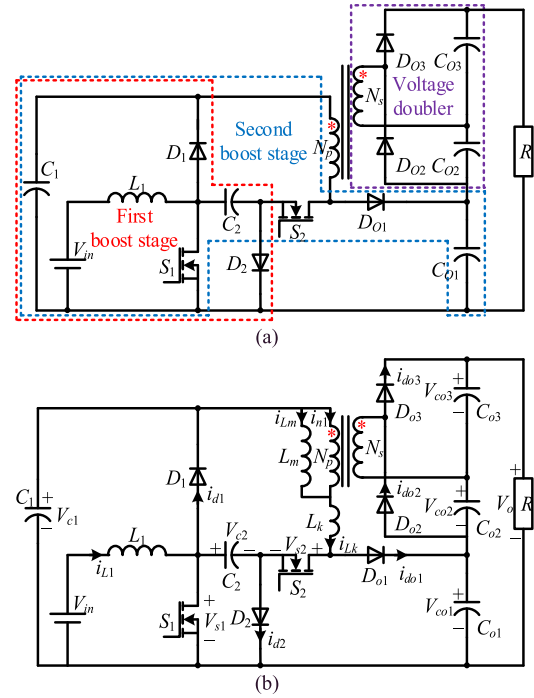 D_O3
C_O3
Voltage
doubler
N_s
Second
boost stage
D_1
N_p
D_O2
C_O2
R
C_1
L_1
First
boost stage
C_2
S_2
D_O1
V_in
S_1
D_2
C_O1
(a)
i_do3
V_co3
+
−
D_o3
C_o3
i_Lm
i_n1
*
*
L_m
N_p
N_s
C_1
+
V_c1
−
D_1
i_d1
i_do2
V_co2
+
−
D_o2
C_o2
+
V_o
−
R
L_1
i_L1
V_c2
+
−
C_2
−
V_s2
+
S_2
L_k
i_Lk
D_o1
i_do1
V_in
S_1
+
V_s1
−
D_2
i_d2
V_co1
+
−
C_o1
(b)